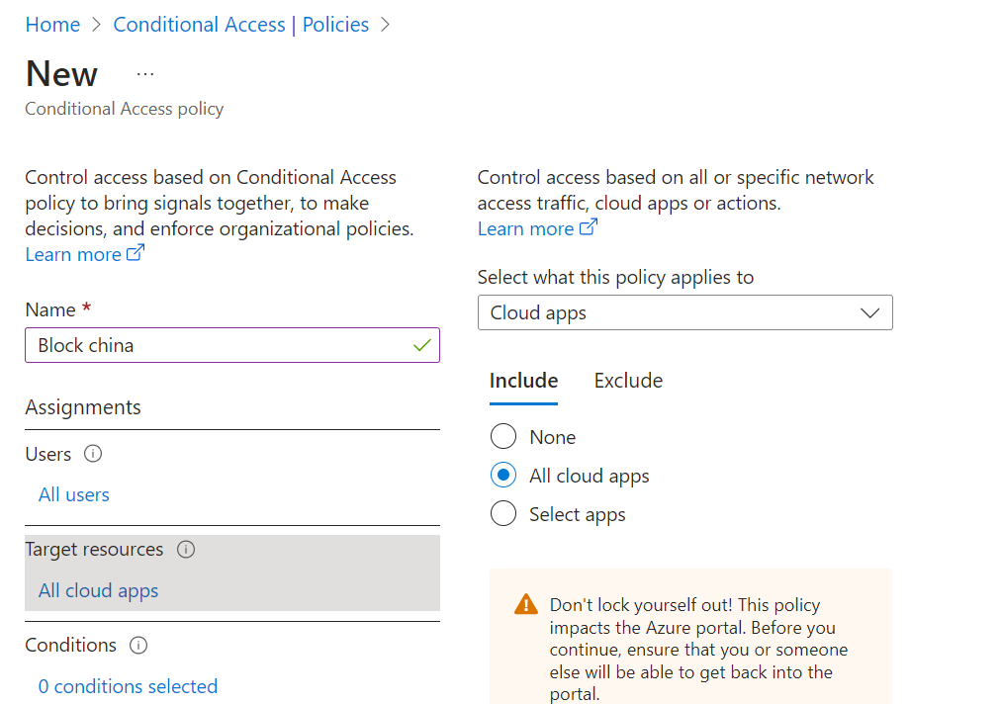 Home > Conditional Access | Policies >
New ...
Conditional Access policy
Control access based on Conditional Access
policy to bring signals together, to make
decisions, and enforce organizational policies.
Learn more
Name *
Block china
Assignments
Users
All users
Target resources
All cloud apps
Conditions
0 conditions selected
Control access based on all or specific network
access traffic, cloud apps or actions.
Learn more
Select what this policy applies to
Cloud apps
Include Exclude
None
All cloud apps
Select apps
Don't lock yourself out! This policy
impacts the Azure portal. Before you
continue, ensure that you or someone
else will be able to get back into the
portal.